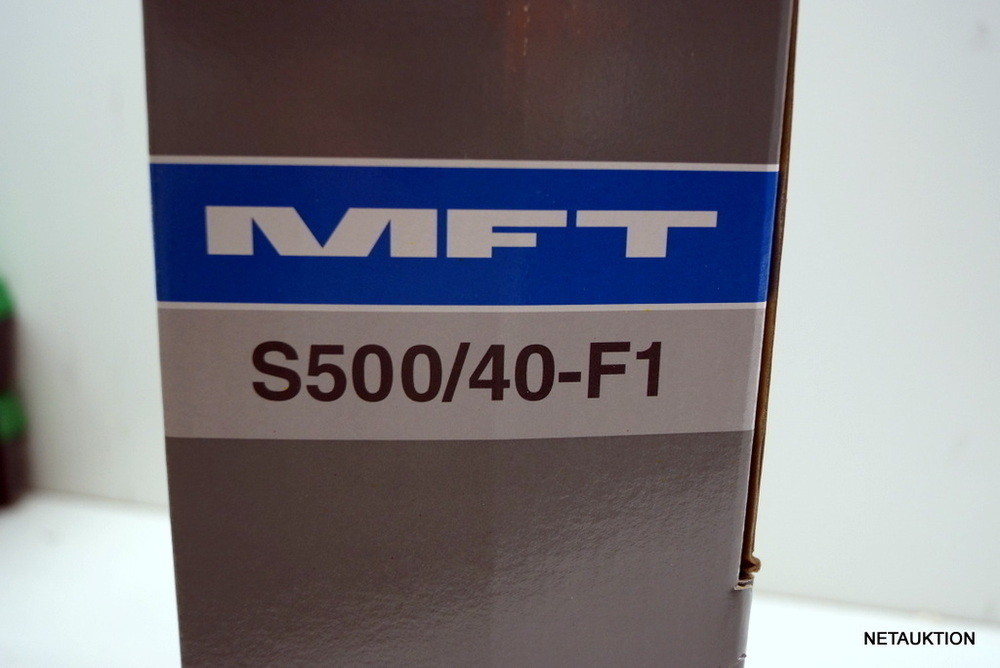 MFT
S500/40-F1
NETAUKTION